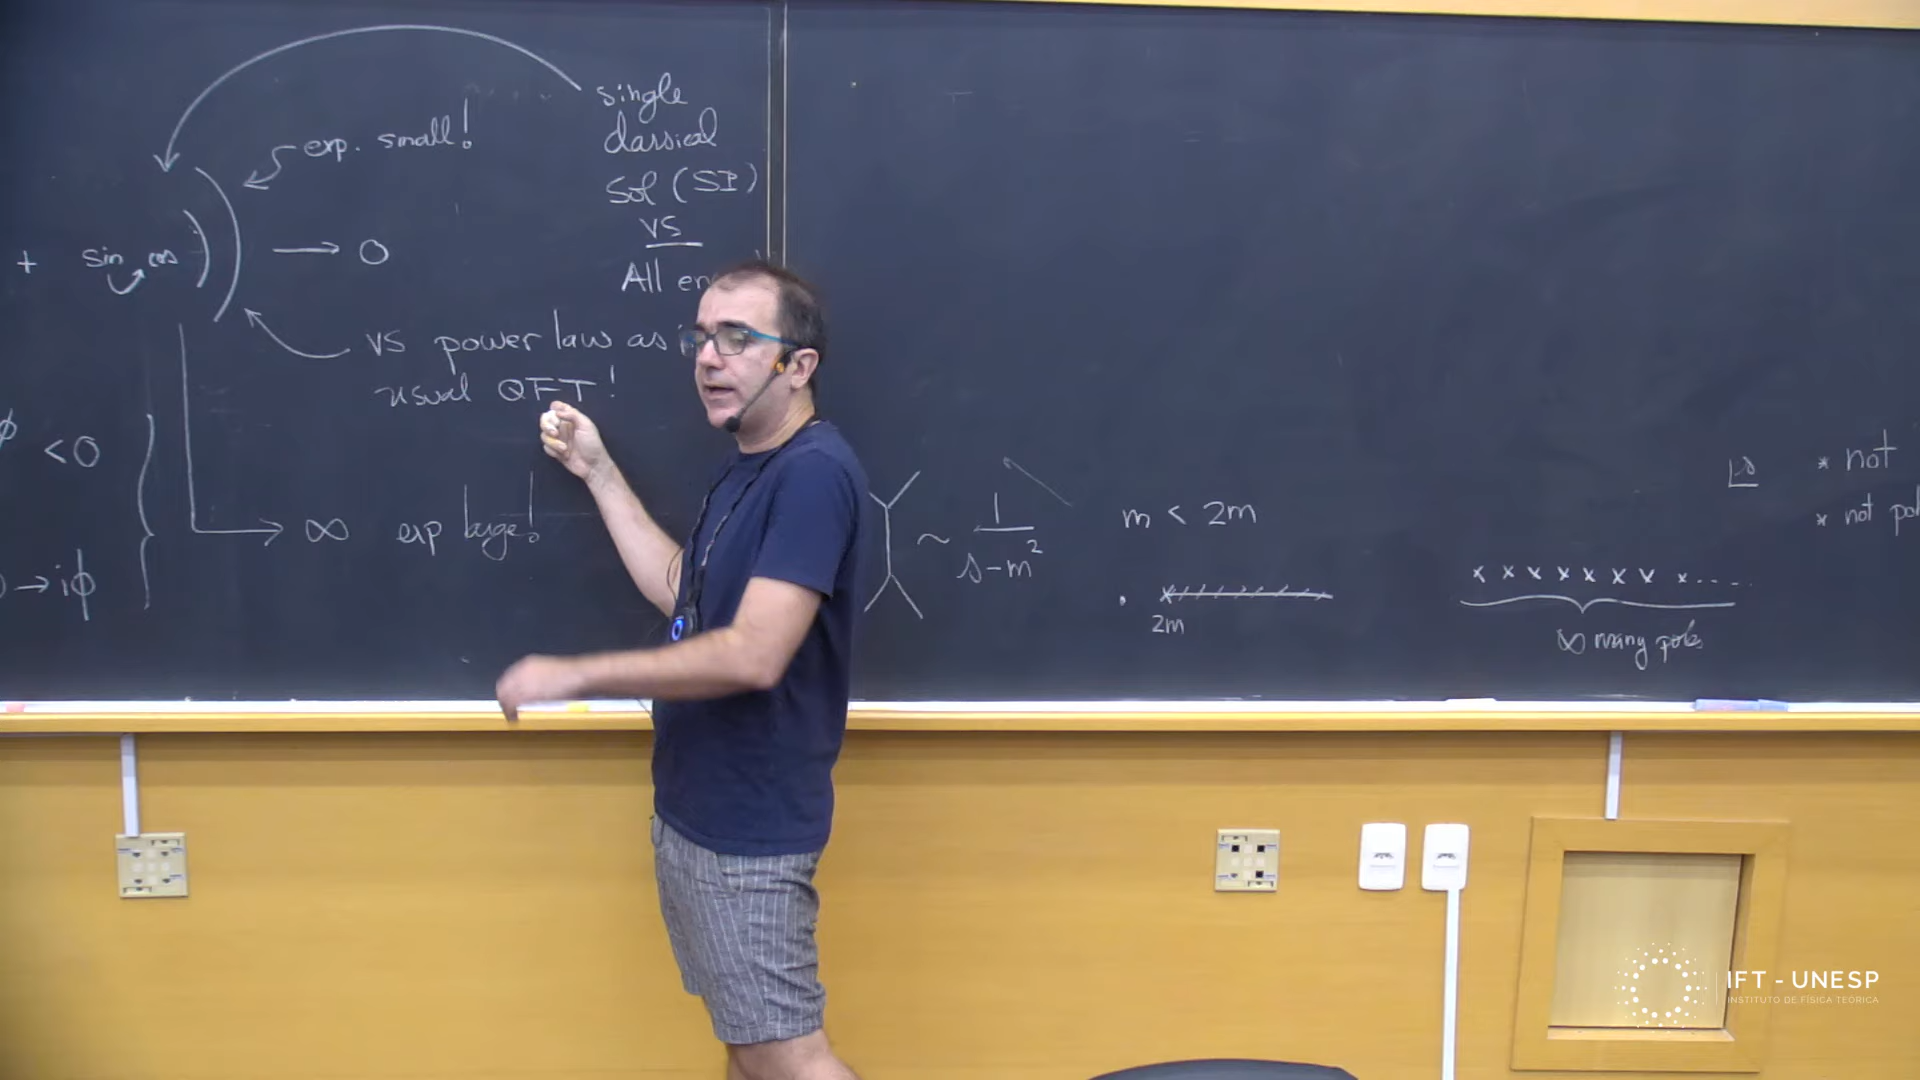 single
classical
Sol (SI)
vs
All
exp. small!
+ sin cos )) → 0
vs power law as
usual QFT!
ϕ < 0
→ ∞ exp large!
→ iϕ
~ 1
s-m²
m < 2m
2m
x x x x x x x x....
∞ many poles
s
* not
* not
IFT - UNESP
INSTITUTO DE FÍSICA TEÓRICA